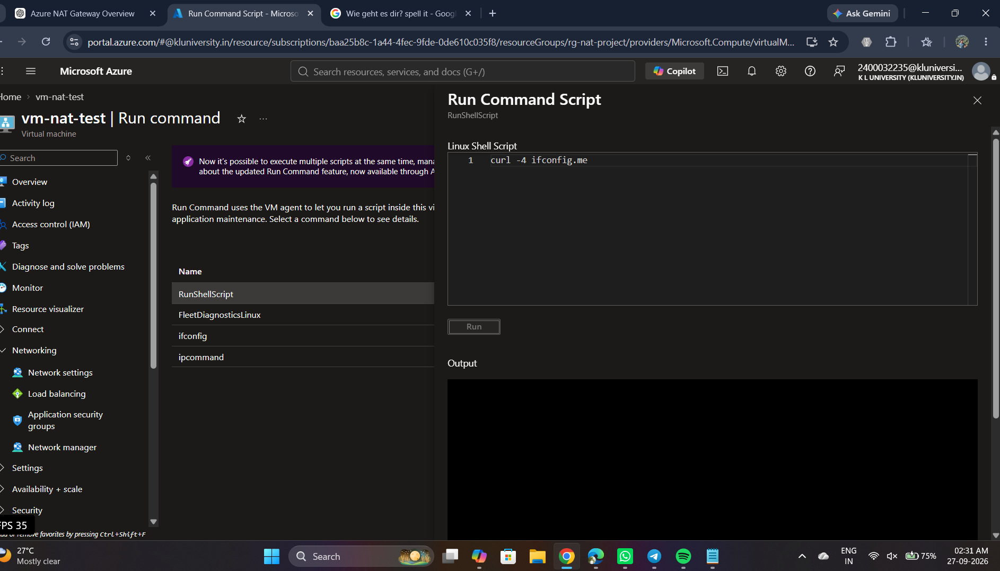 Azure NAT Gateway Overview
Run Command Script - Microso
Wie geht es dir? spell it - Goog
Ask Gemini
portal.azure.com/#@kluniversity.in/resource/subscriptions/baa25b8c-1a44-4fec-9fde-0de610c035f8/resourceGroups/rg-nat-project/providers/Microsoft.Compute/virtualM...
Microsoft Azure
Search resources, services, and docs (G+/)
Copilot
2400032235@kluniversi...
K L UNIVERSITY (KLUNIVERSITY.IN)
Home
vm-nat-test
vm-nat-test | Run command
Virtual machine
Search
Overview
Activity log
Access control (IAM)
Tags
Diagnose and solve problems
Monitor
Resource visualizer
Connect
Networking
Network settings
Load balancing
Application security
groups
Network manager
Settings
Availability + scale
Security
FPS 35
remove favorites by pressing Ctrl+Shift+F
Now it's possible to execute multiple scripts at the same time, mana
about the updated Run Command feature, now available through A
Run Command uses the VM agent to let you run a script inside this vi
application maintenance. Select a command below to see details.
Name
RunShellScript
FleetDiagnosticsLinux
ifconfig
ipcommand
Run Command Script
RunShellScript
Linux Shell Script
1 curl -4 ifconfig.me
Run
Output
27°C
Mostly clear
Search
ENG
IN
75%
02:31 AM
27-09-2026